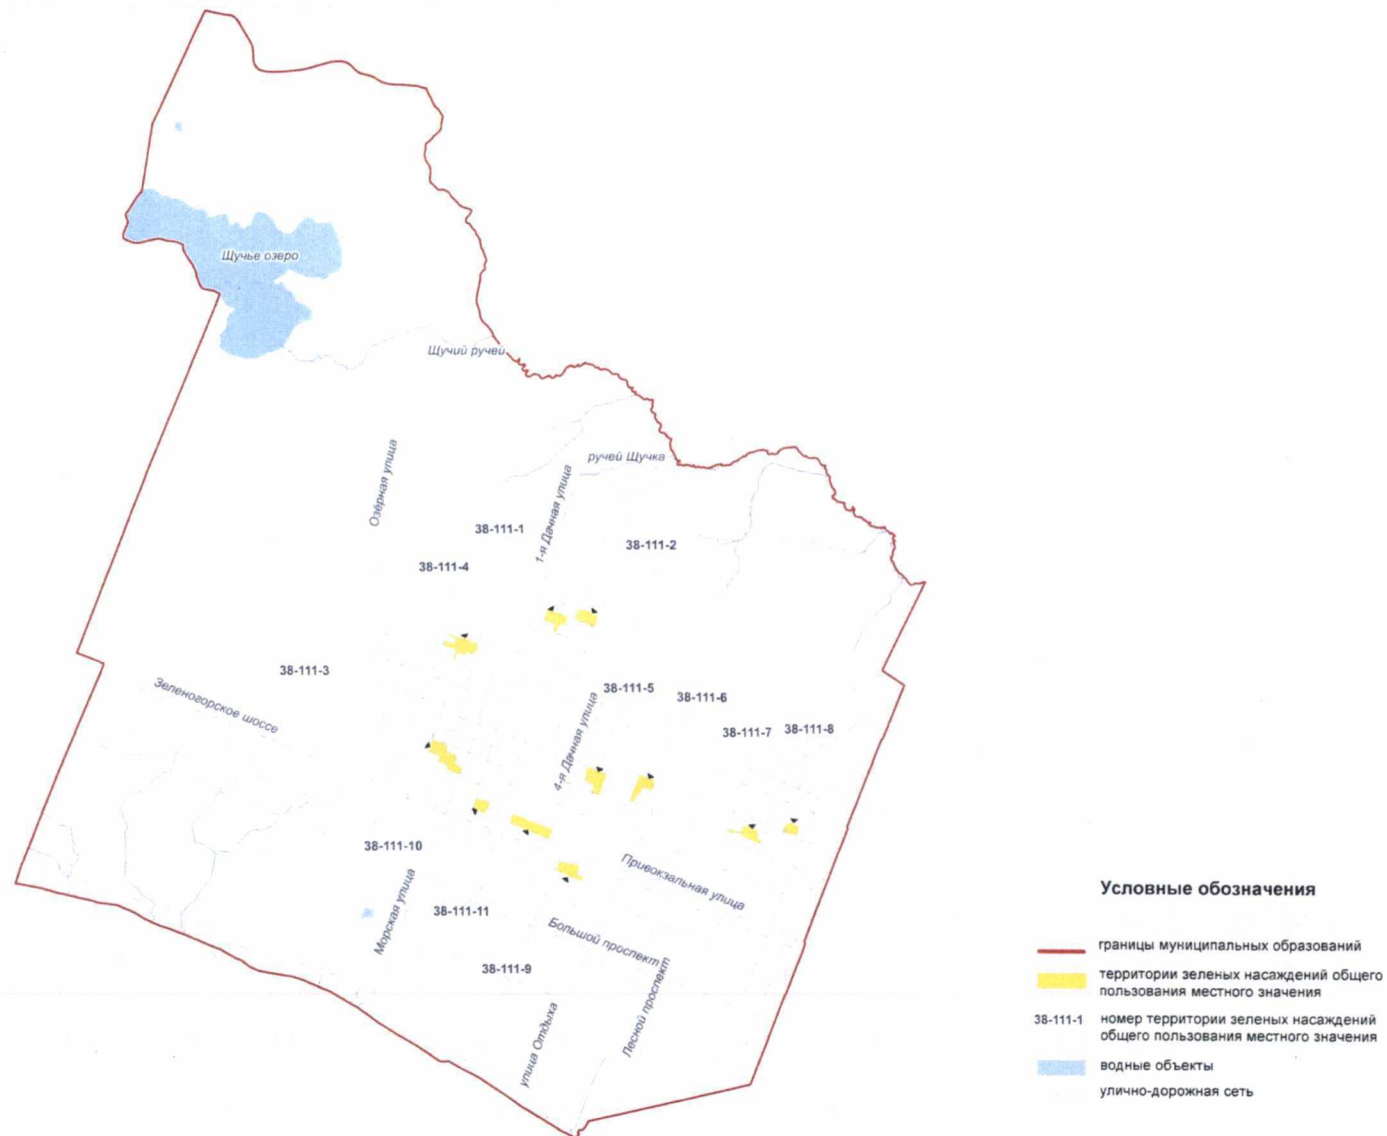 Щучье озеро
Щучий ручей
Озёрная улица
ручей Щучка
1-я Дачная улица
38-111-1
38-111-2
38-111-4
38-111-3
Зеленогорское шоссе
38-111-5
38-111-6
4-я Дачная улица
38-111-7
38-111-8
38-111-10
Привокзальная улица
Морская улица
38-111-11
Большой проспект
38-111-9
Лесной проспект
улица Отдыха
Условные обозначения
границы муниципальных образований
территории зеленых насаждений общего
пользования местного значения
38-111-1 номер территории зеленых насаждений
общего пользования местного значения
водные объекты
улично-дорожная сеть